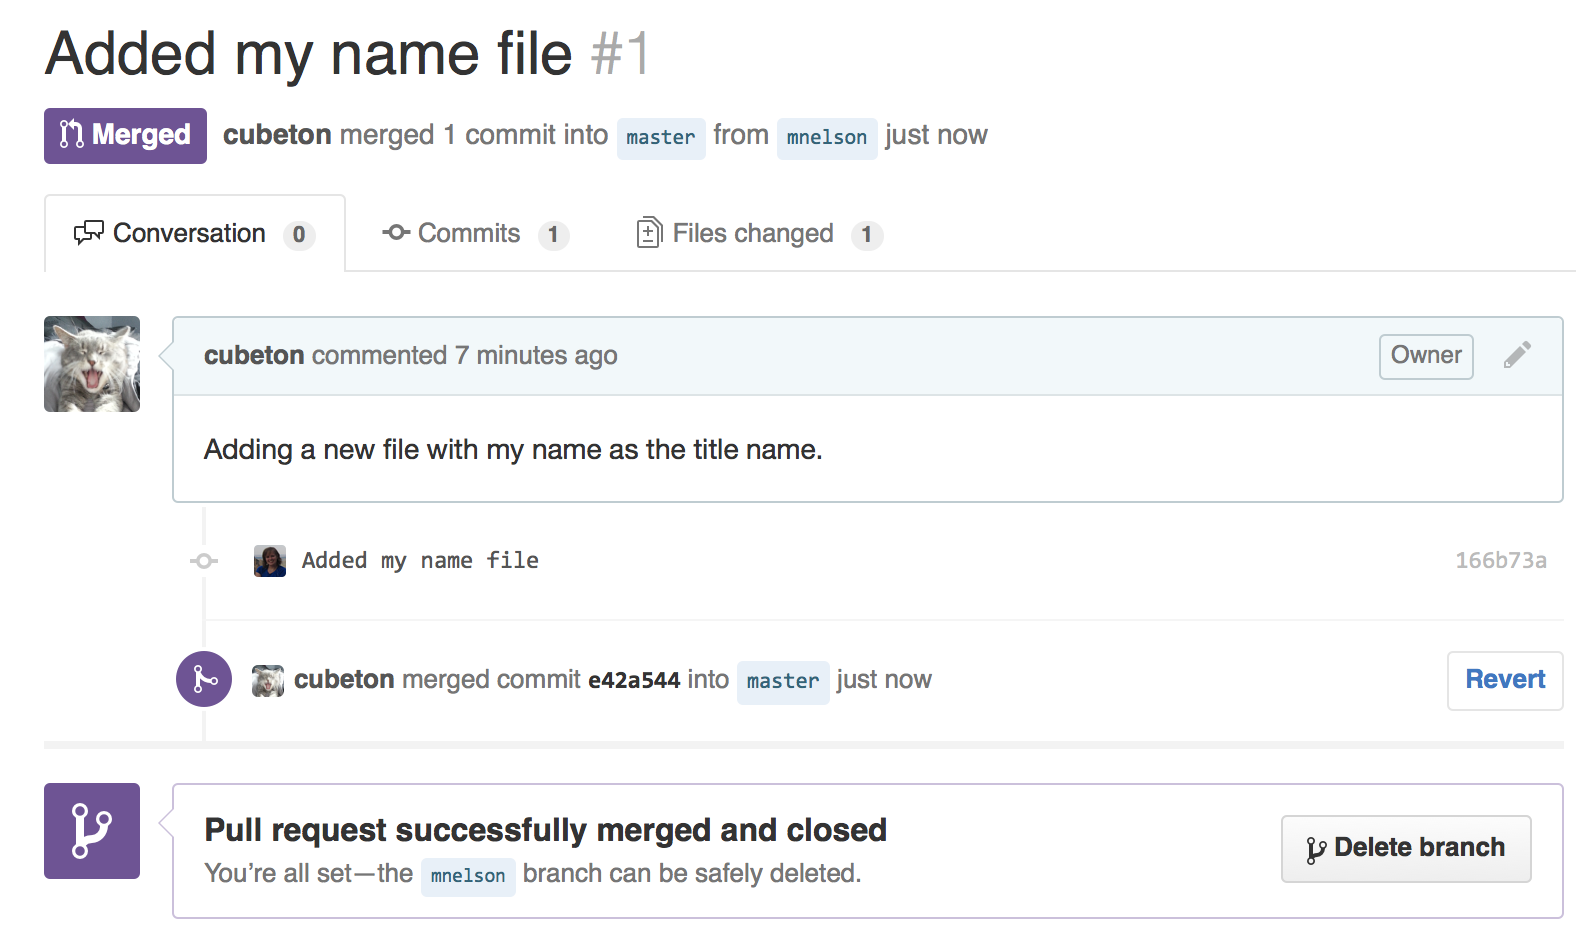 Added my name file #1
Merged cubeton merged 1 commit into master from mnelson just now
Conversation 0 Commits 1 Files changed 1
cubeton commented 7 minutes ago Owner
Adding a new file with my name as the title name.
Added my name file 166b73a
cubeton merged commit e42a544 into master just now Revert
Pull request successfully merged and closed
You’re all set—the mnelson branch can be safely deleted.
Delete branch